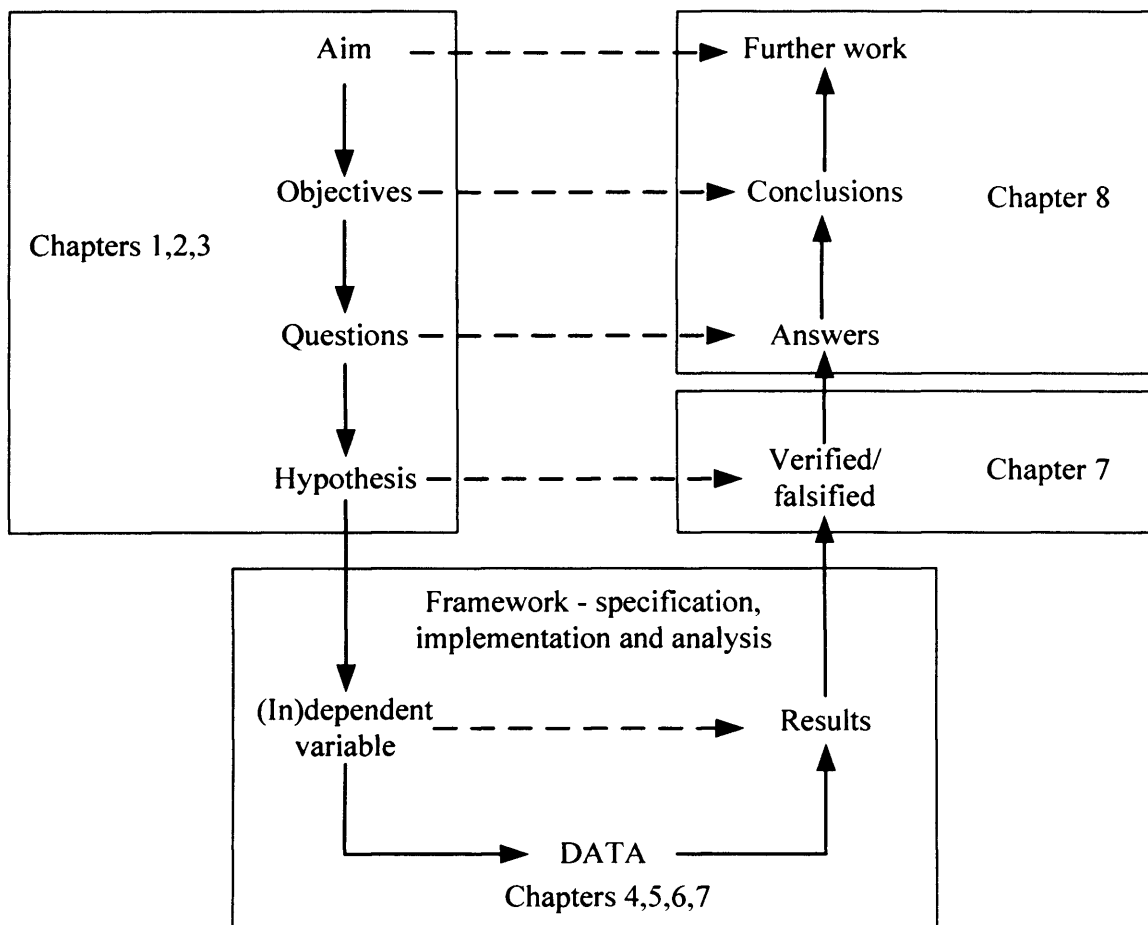 Aim
Further work
Objectives
Conclusions
Chapter 8
Chapters 1,2,3
Questions
Answers
Hypothesis
Verified/
falsified
Chapter 7
Framework - specification,
implementation and analysis
(In)dependent
variable
Results
DATA
Chapters 4,5,6,7